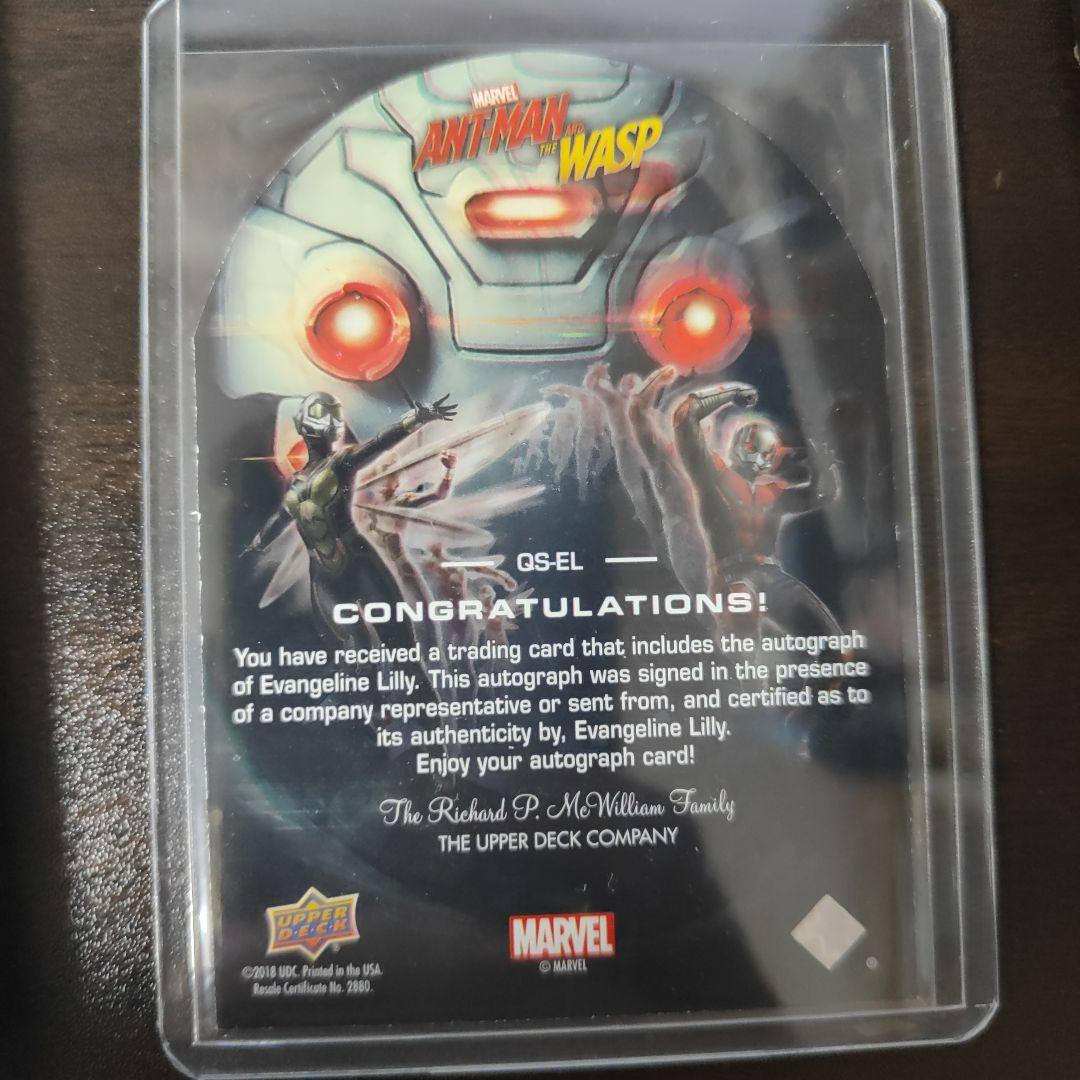 MARVEL
ANT-MAN AND
THE WASP
QS-EL
CONGRATULATIONS!
You have received a trading card that includes the autograph
of Evangeline Lilly. This autograph was signed in the presence
of a company representative or sent from, and certified as to
its authenticity by, Evangeline Lilly.
Enjoy your autograph card!
The Richard P. McWilliam Family
THE UPPER DECK COMPANY
UPPER
D·E·C·K
®
MARVEL
© MARVEL
®
©2018 UDC. Printed in the USA.
Resale Certificate No. 2880.